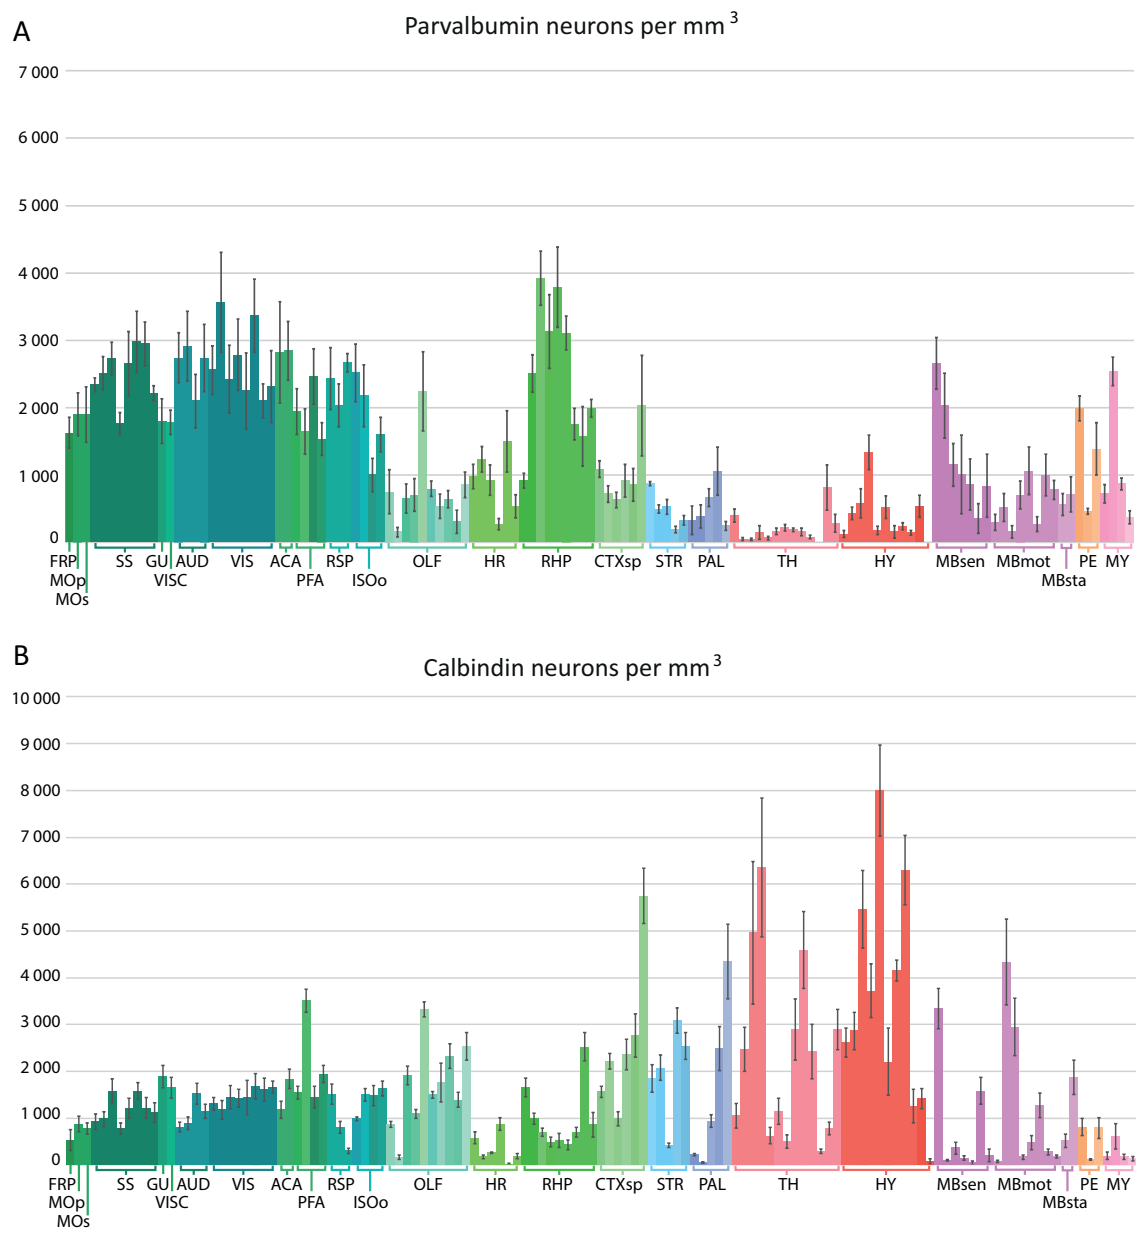 A
Parvalbumin neurons per mm 3
7 000
6 000
5 000
4 000
3 000
2 000
1 000
0
FRP SS GU AUD VIS ACA RSP ISOo OLF HR RHP CTXsp STR PAL TH HY MBsen MBmot PE MY
MOp VISC PFA MBsta
MOs
B
Calbindin neurons per mm 3
10 000
9 000
8 000
7 000
6 000
5 000
4 000
3 000
2 000
1 000
0
FRP SS GU AUD VIS ACA RSP OLF HR RHP CTXsp STR PAL TH HY MBsen MBmot PE MY
MOp VISC PFA ISOo MBsta
MOs